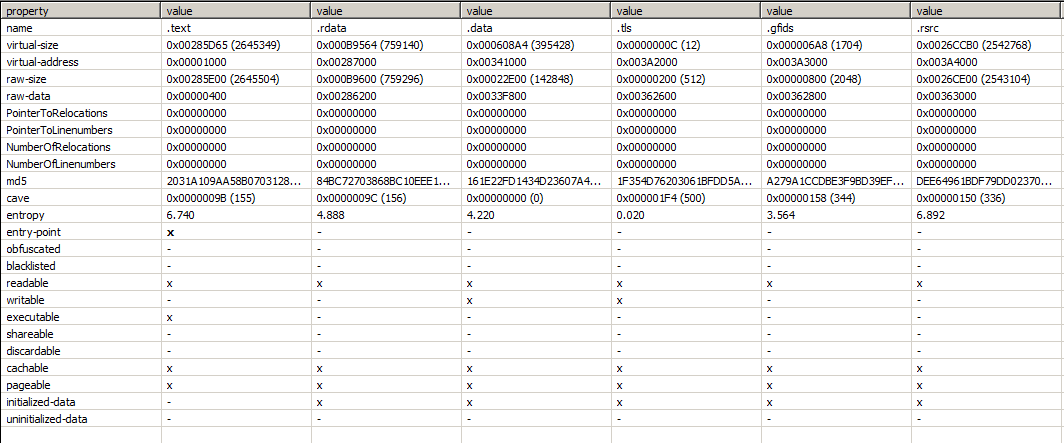 property value value value value value value
name .text .rdata .data .tls .gfids .rsrc
virtual-size 0x00285D65 (2645349) 0x000B9564 (759140) 0x000608A4 (395428) 0x0000000C (12) 0x000006A8 (1704) 0x0026CCB0 (2542768)
virtual-address 0x00001000 0x00287000 0x00341000 0x003A2000 0x003A3000 0x003A4000
raw-size 0x00285E00 (2645504) 0x000B9600 (759296) 0x00022E00 (142848) 0x00000200 (512) 0x00000800 (2048) 0x0026CE00 (2543104)
raw-data 0x00000400 0x00286200 0x0033F800 0x00362600 0x00362800 0x00363000
PointerToRelocations 0x00000000 0x00000000 0x00000000 0x00000000 0x00000000 0x00000000
PointerToLinenumbers 0x00000000 0x00000000 0x00000000 0x00000000 0x00000000 0x00000000
NumberOfRelocations 0x00000000 0x00000000 0x00000000 0x00000000 0x00000000 0x00000000
NumberOfLinenumbers 0x00000000 0x00000000 0x00000000 0x00000000 0x00000000 0x00000000
md5 2031A109AA58B0703128... 84BC72703868BC10EEE1... 161E22FD1434D23607A4... 1F354D76203061BFDD5A... A279A1CCDBE3F9BD39EF... DEE64961BDF79DD02370...
cave 0x0000009B (155) 0x0000009C (156) 0x00000000 (0) 0x000001F4 (500) 0x00000158 (344) 0x00000150 (336)
entropy 6.740 4.888 4.220 0.020 3.564 6.892
entry-point x - - - - -
obfuscated - - - - - -
blacklisted - - - - - -
readable x x x x x x
writable - - x x - -
executable x - - - - -
shareable - - - - - -
discardable - - - - - -
cachable x x x x x x
pageable x x x x x x
initialized-data - x x x x x
uninitialized-data - - - - - -